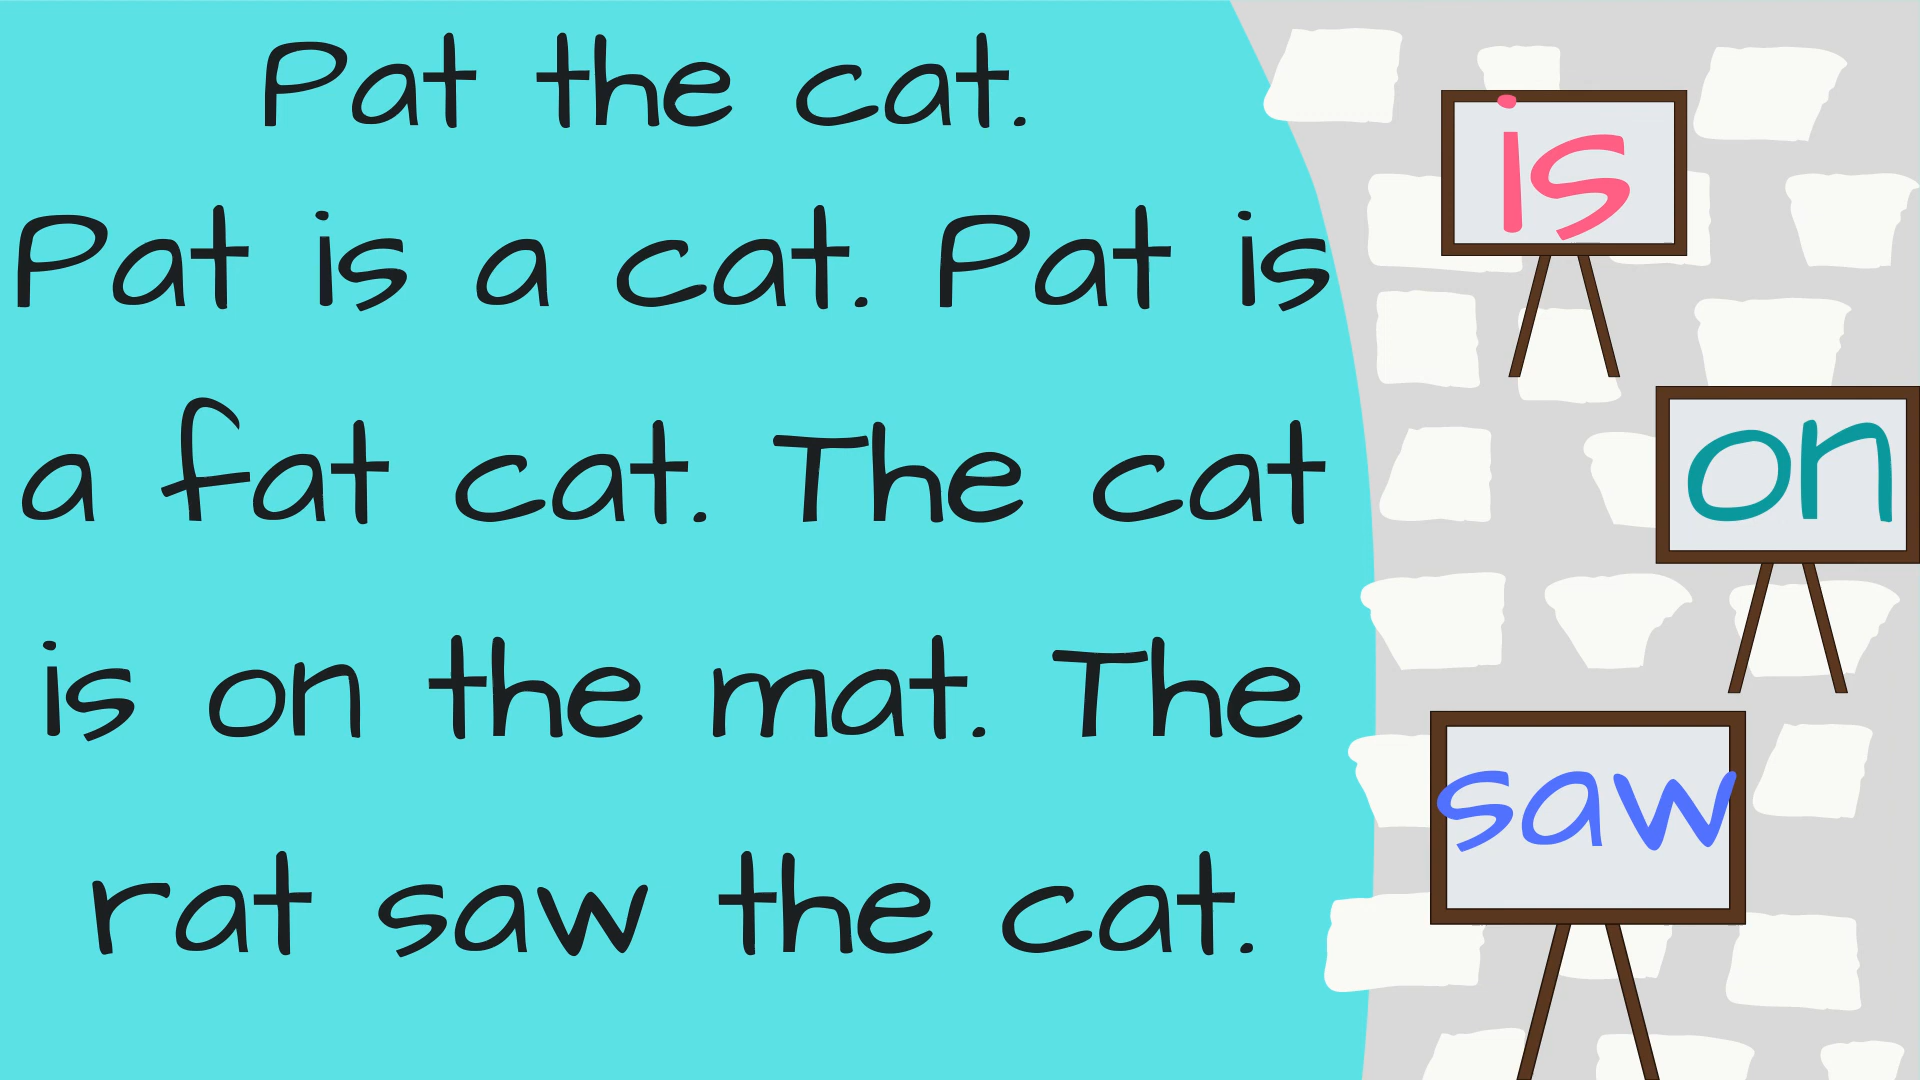 Pat the cat.
Pat is a cat. Pat is
a fat cat. The cat
is on the mat. The
rat saw the cat.
is
on
saw